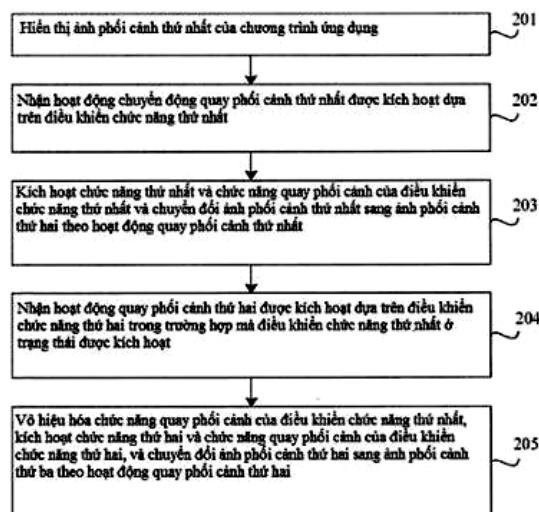 Hiển thị ảnh phối cảnh thứ nhất của chương trình ứng dụng
201
Nhận hoạt động chuyển động quay phối cảnh thứ nhất được kích hoạt dựa
trên điều khiển chức năng thứ nhất
202
Kích hoạt chức năng thứ nhất và chức năng quay phối cảnh của điều khiển
chức năng thứ nhất và chuyển đổi ảnh phối cảnh thứ nhất sang ảnh phối cảnh
thứ hai theo hoạt động quay phối cảnh thứ nhất
203
Nhận hoạt động quay phối cảnh thứ hai được kích hoạt dựa trên điều khiển
chức năng thứ hai trong trường hợp mà điều khiển chức năng thứ nhất ở
trạng thái được kích hoạt
204
Vô hiệu hóa chức năng quay phối cảnh của điều khiển chức năng thứ nhất,
kích hoạt chức năng thứ hai và chức năng quay phối cảnh của điều khiển
chức năng thứ hai, và chuyển đổi ảnh phối cảnh thứ hai sang ảnh phối cảnh
thứ ba theo hoạt động quay phối cảnh thứ hai
205